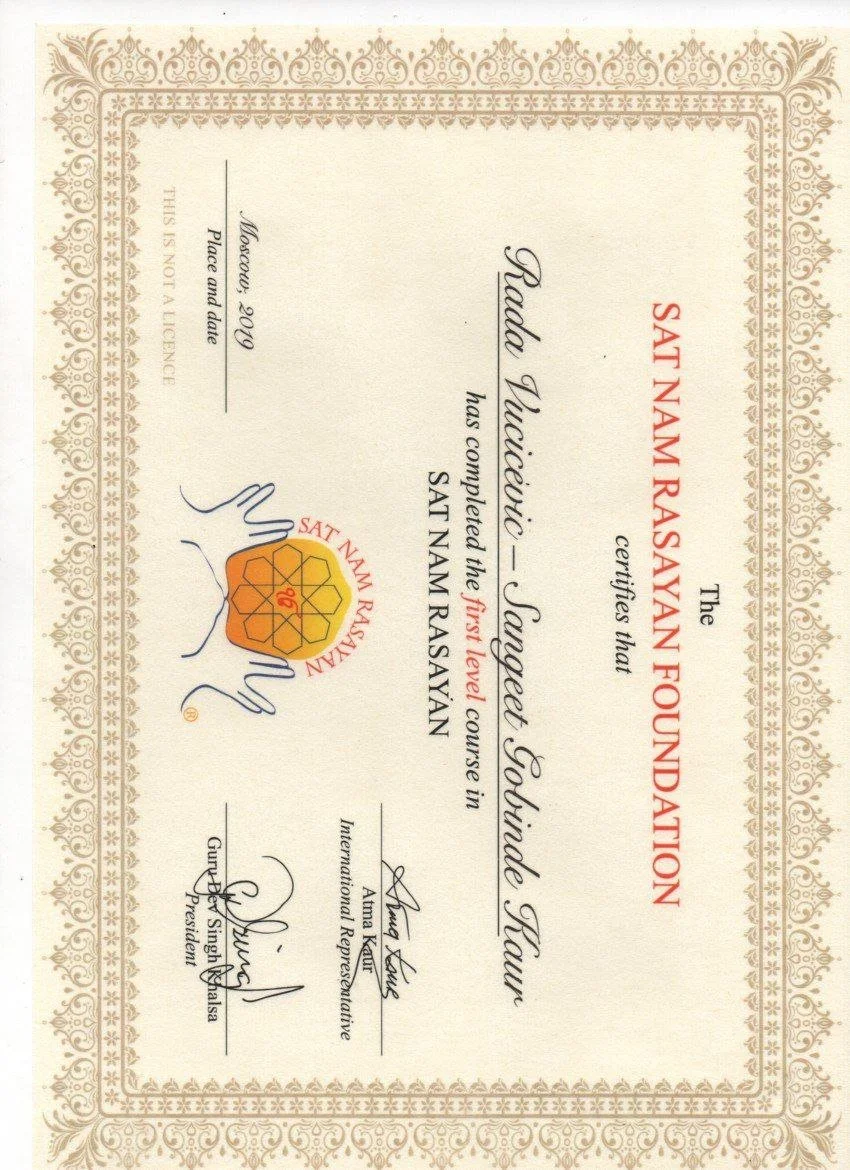 The
SAT NAM RASAYAN FOUNDATION
certifies that
Rada Vucicevic – Sangeet Gobinde Kaur
has completed the first level course in
SAT NAM RASAYAN
Moscow, 2019
Place and date
THIS IS NOT A LICENCE
SAT NAM RASAYAN
®
Atma Kaur
Atma Kaur
International Representative
Guru Dev Singh Khalsa
President